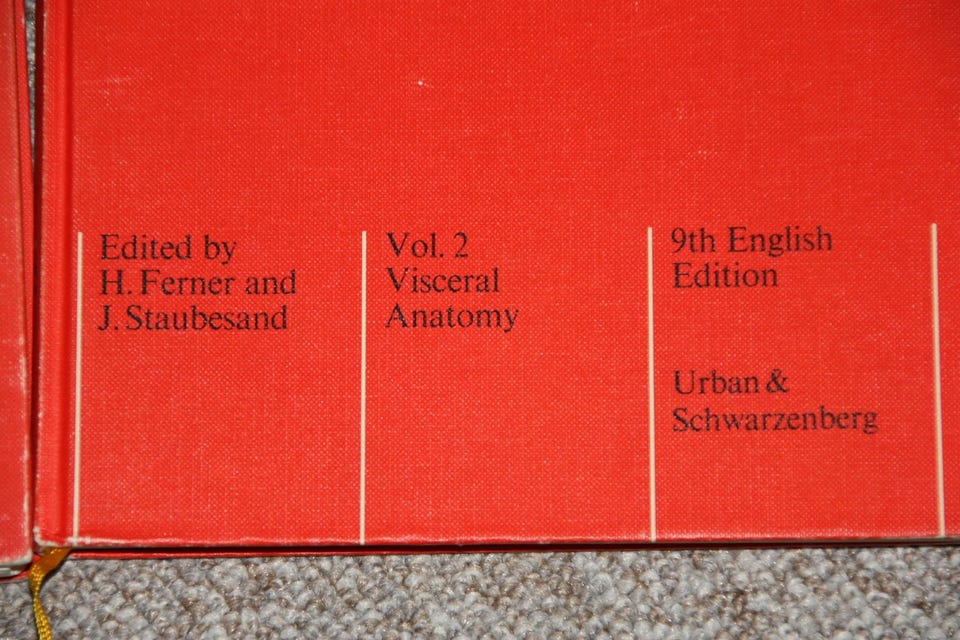 Edited by
H. Ferner and
J. Staubesand
Vol. 2
Visceral
Anatomy
9th English
Edition
Urban &
Schwarzenberg